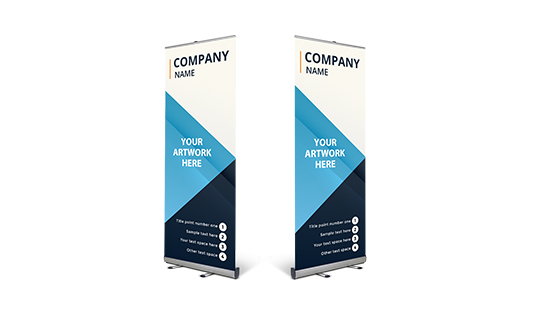 COMPANY
NAME
YOUR
ARTWORK
HERE
Title point number one 1
Sample text here 2
Your text space here 3
Other text space 4
COMPANY
NAME
YOUR
ARTWORK
HERE
Title point number one 1
Sample text here 2
Your text space here 3
Other text space 4